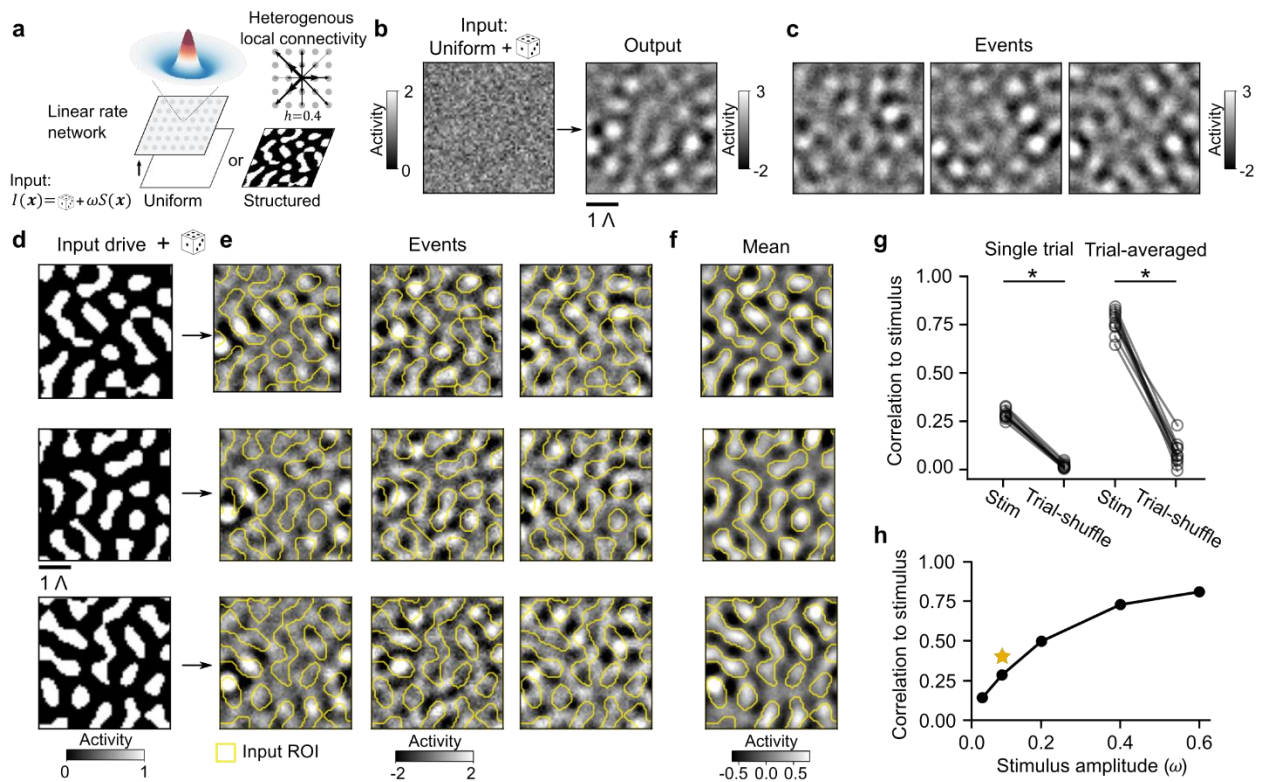 a
Heterogenous
local connectivity
h=0.4
Linear rate
network
or
Input:
I(x)= +ωS(x)
Uniform
Structured
b
Input:
Uniform +
Output
2
Activity
0
3
Activity
-2
1 Λ
c
Events
3
Activity
-2
d
Input drive +
1 Λ
Activity
0 1
e
Events
Input ROI
Activity
-2 2
f
Mean
Activity
-0.5 0.0 0.5
g
Single trial Trial-averaged
* *
Correlation to stimulus
1.00
0.75
0.50
0.25
0.00
Stim
Trial-shuffle
Stim
Trial-shuffle
h
Correlation to stimulus
1.00
0.75
0.50
0.25
0.00
0.0 0.2 0.4 0.6
Stimulus amplitude (ω)